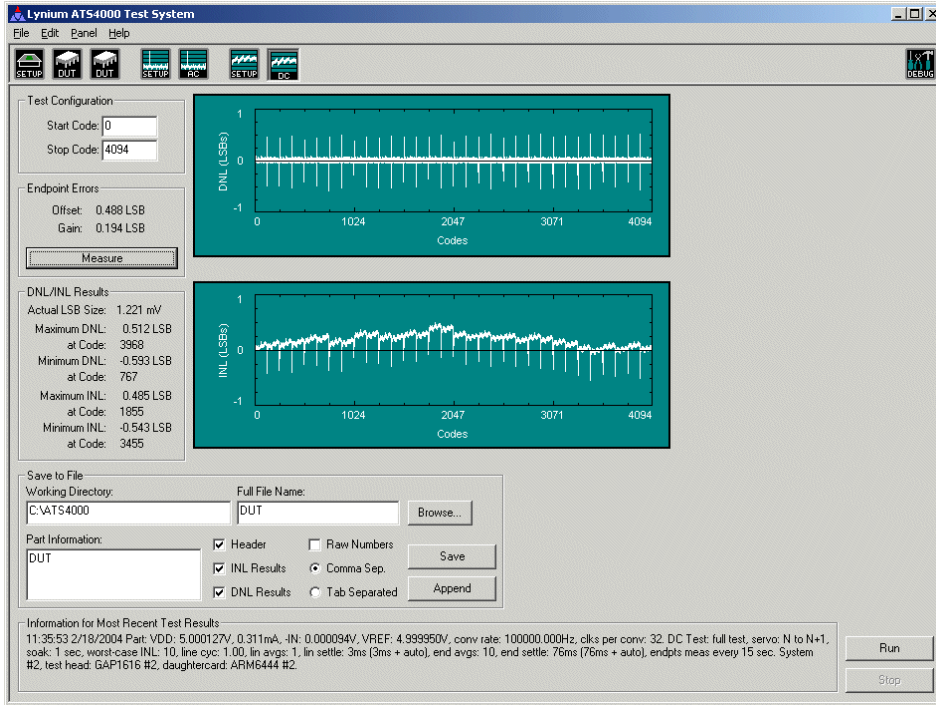 Lynium ATS4000 Test System
File Edit Panel Help
SETUP DUT DUT SETUP AC SETUP DC DEBUG
Test Configuration
Start Code: 0
Stop Code: 4094
Endpoint Errors
Offset: 0.488 LSB
Gain: 0.194 LSB
Measure
1
DNL (LSBs)
0
-1
0 1024 2047 3071 4094
Codes
DNL/INL Results
Actual LSB Size: 1.221 mV
Maximum DNL: 0.512 LSB
at Code: 3968
Minimum DNL: -0.593 LSB
at Code: 767
Maximum INL: 0.485 LSB
at Code: 1855
Minimum INL: -0.543 LSB
at Code: 3455
1
INL (LSBs)
0
-1
0 1024 2047 3071 4094
Codes
Save to File
Working Directory: Full File Name:
C:\ATS4000 DUT Browse...
Part Information:
DUT
Header Raw Numbers
INL Results Comma Sep.
DNL Results Tab Separated
Save
Append
Information for Most Recent Test Results
11:35:53 2/18/2004 Part: VDD: 5.000127V, 0.311mA, -IN: 0.000094V, VREF: 4.999950V, conv rate: 100000.000Hz, clks per conv: 32. DC Test: full test, servo: N to N+1,
soak: 1 sec, worst-case INL: 10, line cyc: 1.00, lin avgs: 1, lin settle: 3ms (3ms + auto), end avgs: 10, end settle: 76ms (76ms + auto), endpts meas every 15 sec. System
#2, test head: GAP1616 #2, daughtercard: ARM6444 #2.
Run
Stop